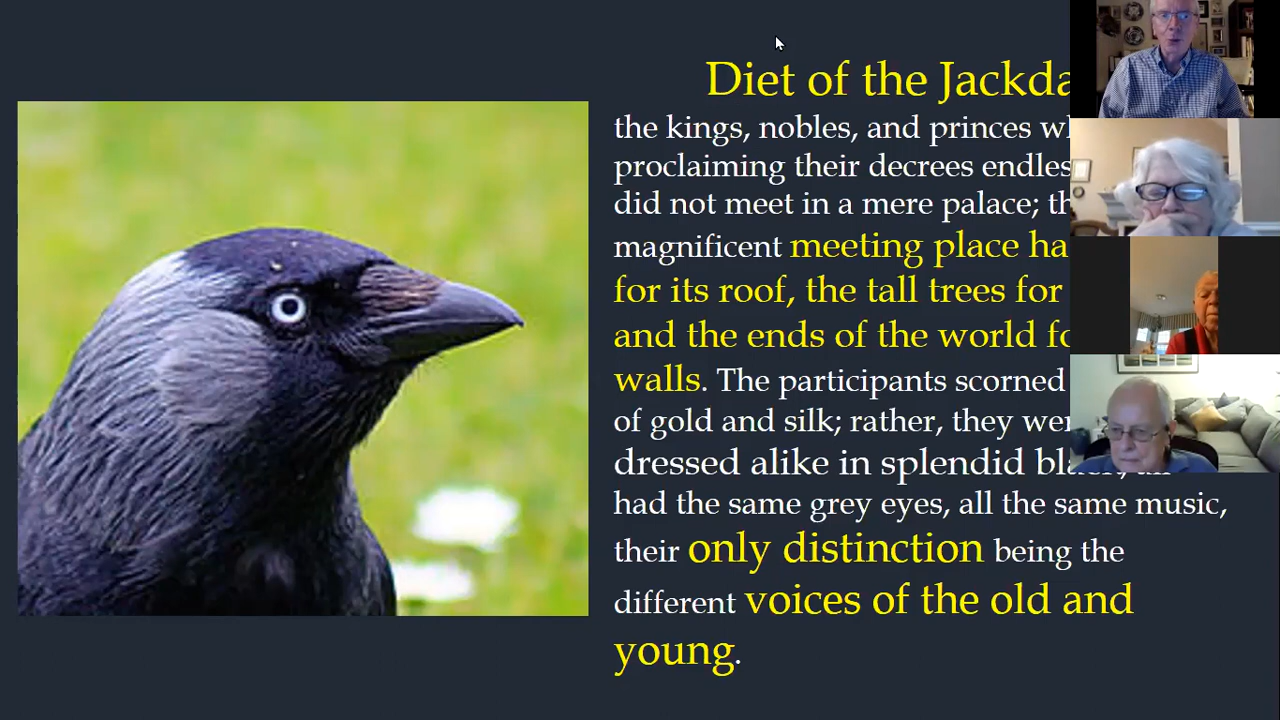 Diet of the Jackda
the kings, nobles, and princes wh
proclaiming their decrees endles
did not meet in a mere palace; th
magnificent meeting place ha
for its roof, the tall trees for
and the ends of the world fo
walls. The participants scorned
of gold and silk; rather, they wer
dressed alike in splendid black, all
had the same grey eyes, all the same music,
their only distinction being the
different voices of the old and
young.